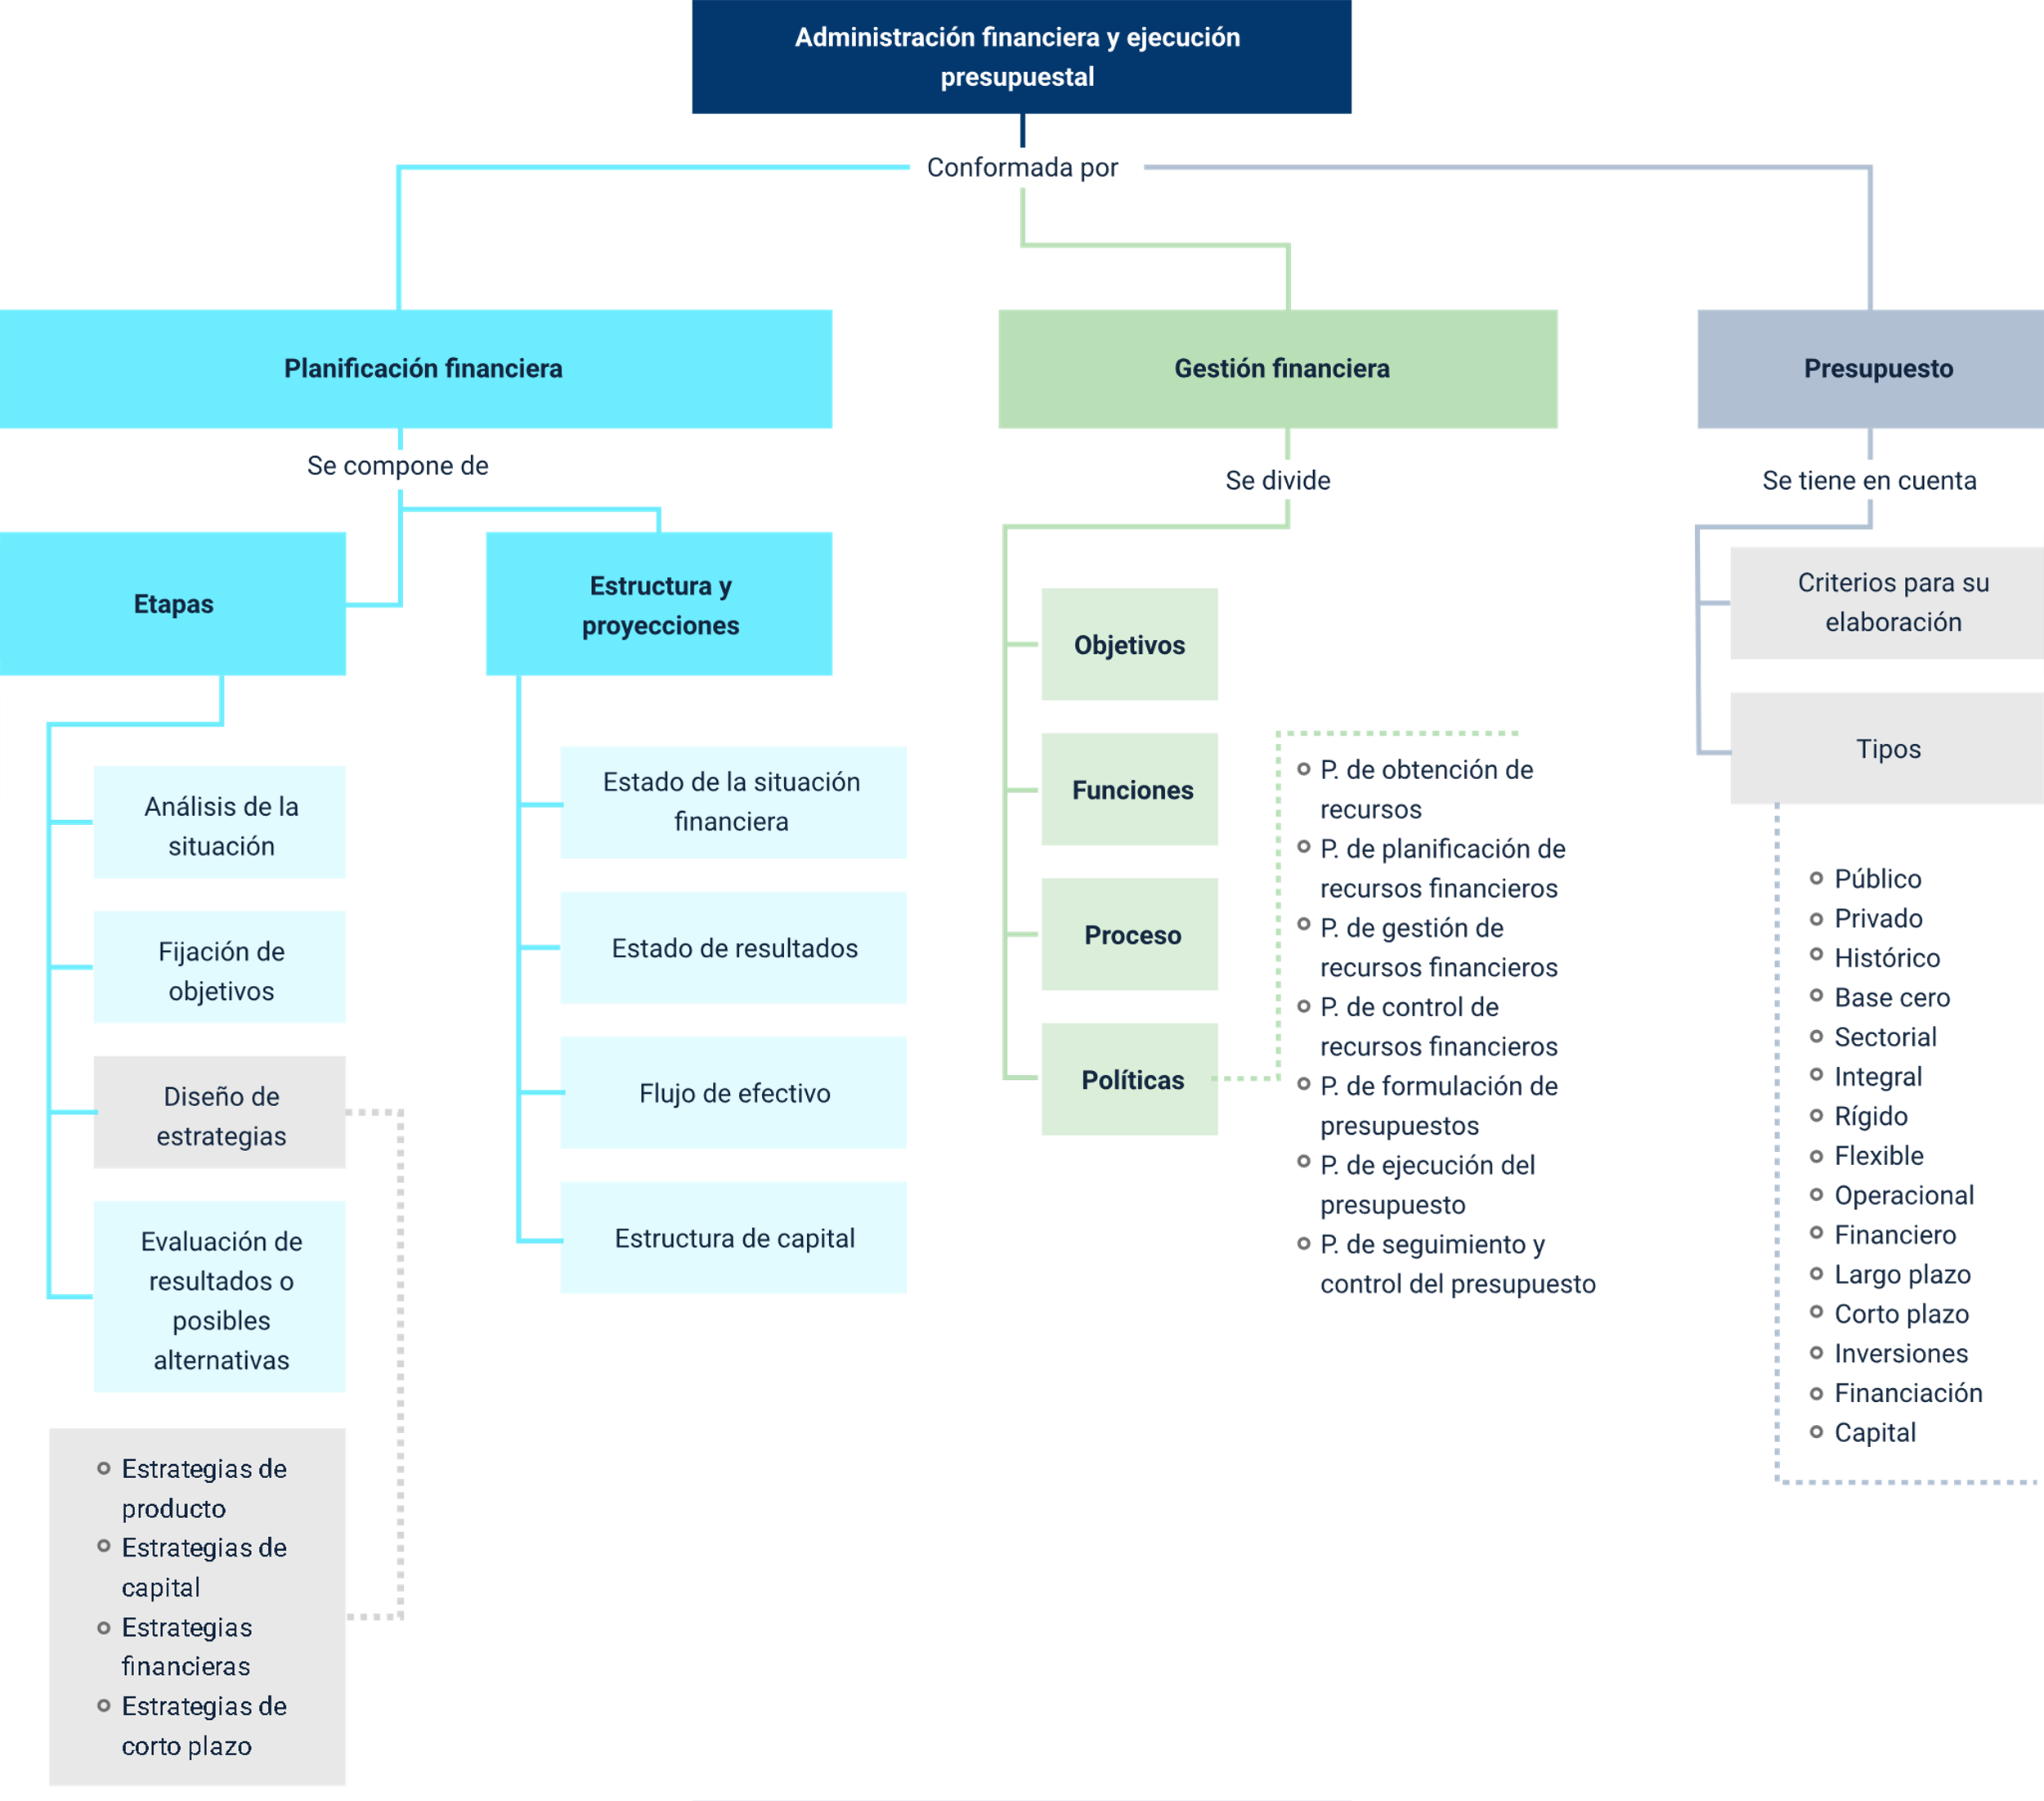 Administración financiera y ejecución
presupuestal
Conformada por
Planificación financiera
Se compone de
Etapas
Análisis de la
situación
Fijación de
objetivos
Diseño de
estrategias
Evaluación de
resultados o
posibles
alternativas
Estrategias de
producto
Estrategias de
capital
Estrategias
financieras
Estrategias de
corto plazo
Estructura y
proyecciones
Estado de la situación
financiera
Estado de resultados
Flujo de efectivo
Estructura de capital
Gestión financiera
Se divide
Objetivos
Funciones
Proceso
Políticas
P. de obtención de
recursos
P. de planificación de
recursos financieros
P. de gestión de
recursos financieros
P. de control de
recursos financieros
P. de formulación de
presupuestos
P. de ejecución del
presupuesto
P. de seguimiento y
control del presupuesto
Presupuesto
Se tiene en cuenta
Criterios para su
elaboración
Tipos
Público
Privado
Histórico
Base cero
Sectorial
Integral
Rígido
Flexible
Operacional
Financiero
Largo plazo
Corto plazo
Inversiones
Financiación
Capital